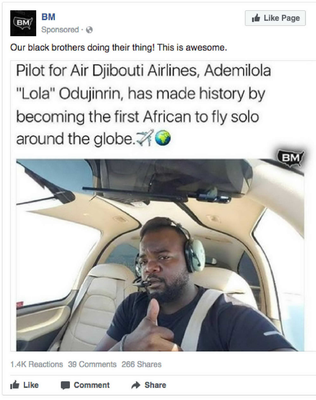 BM
BM
Sponsored ·
Like Page
Our black brothers doing their thing! This is awesome.
Pilot for Air Djibouti Airlines, Ademilola
"Lola" Odujinrin, has made history by
becoming the first African to fly solo
around the globe.✈️🌍
BM
1.4K Reactions 39 Comments 266 Shares
Like Comment Share